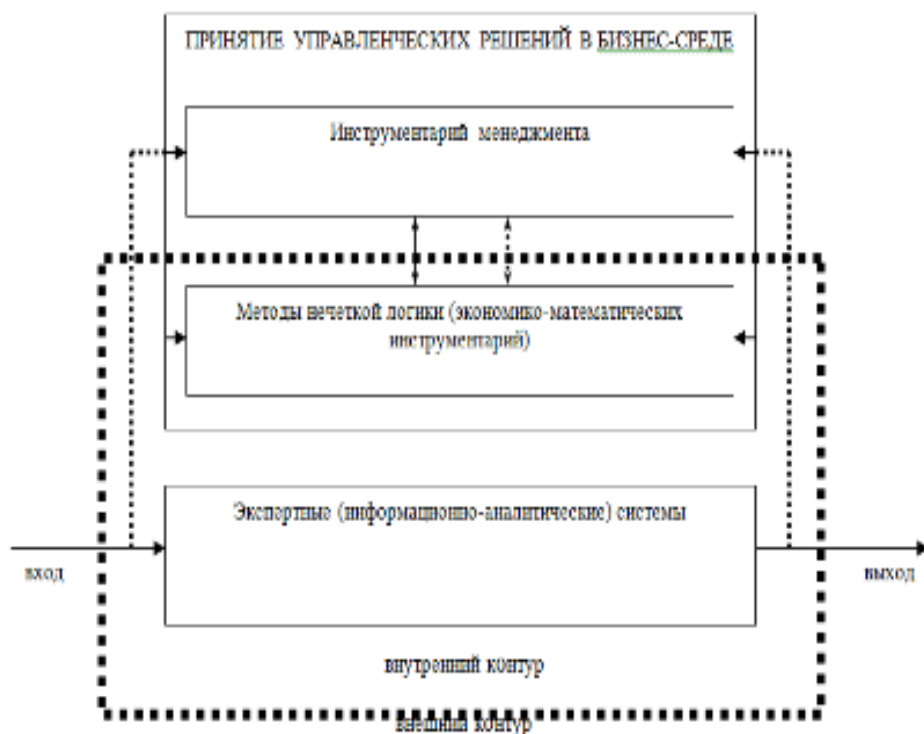 ПРИНЯТИЕ УПРАВЛЕНЧЕСКИХ РЕШЕНИЙ В БИЗНЕС-СРЕДЕ
Инструментарий менеджмента
Методы нечеткой логики (экономико-математических
инструментарий)
Экспертные (информационно-аналитические) системы
вход
выход
внутренний контур
внешний контур